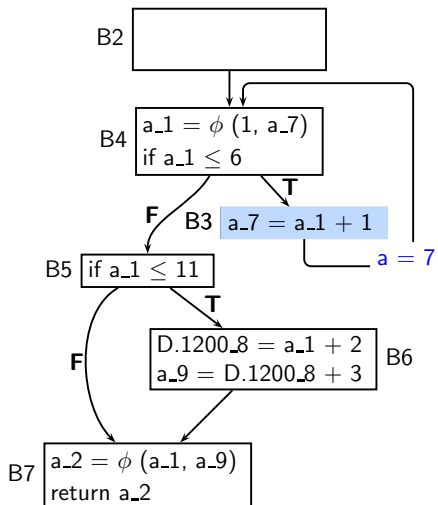 B2
B4
a_1 = ϕ (1, a_7)
if a_1 ≤ 6
F
T
B3
a_7 = a_1 + 1
a = 7
B5
if a_1 ≤ 11
T
F
D.1200_8 = a_1 + 2
a_9 = D.1200_8 + 3
B6
B7
a_2 = ϕ (a_1, a_9)
return a_2